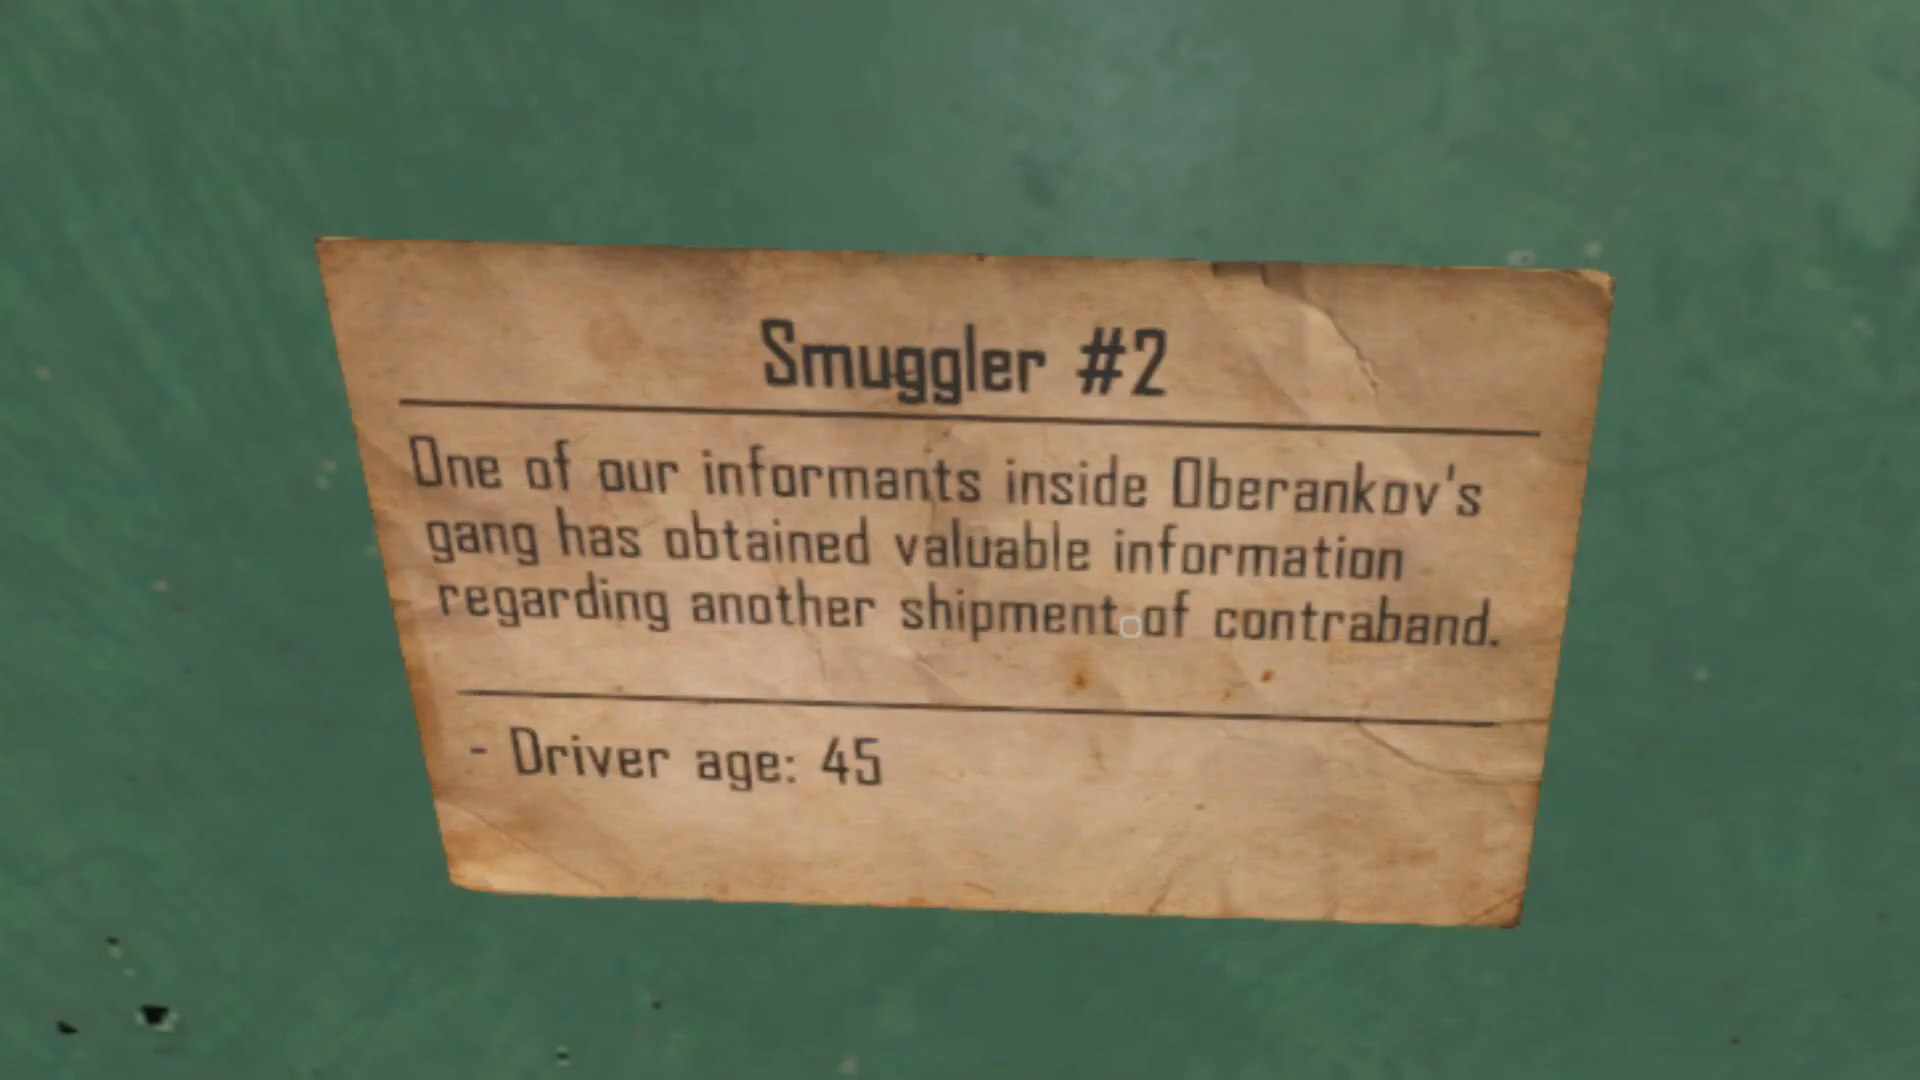 Smuggler #2
One of our informants inside Oberankov's
gang has obtained valuable information
regarding another shipment of contraband.
- Driver age: 45